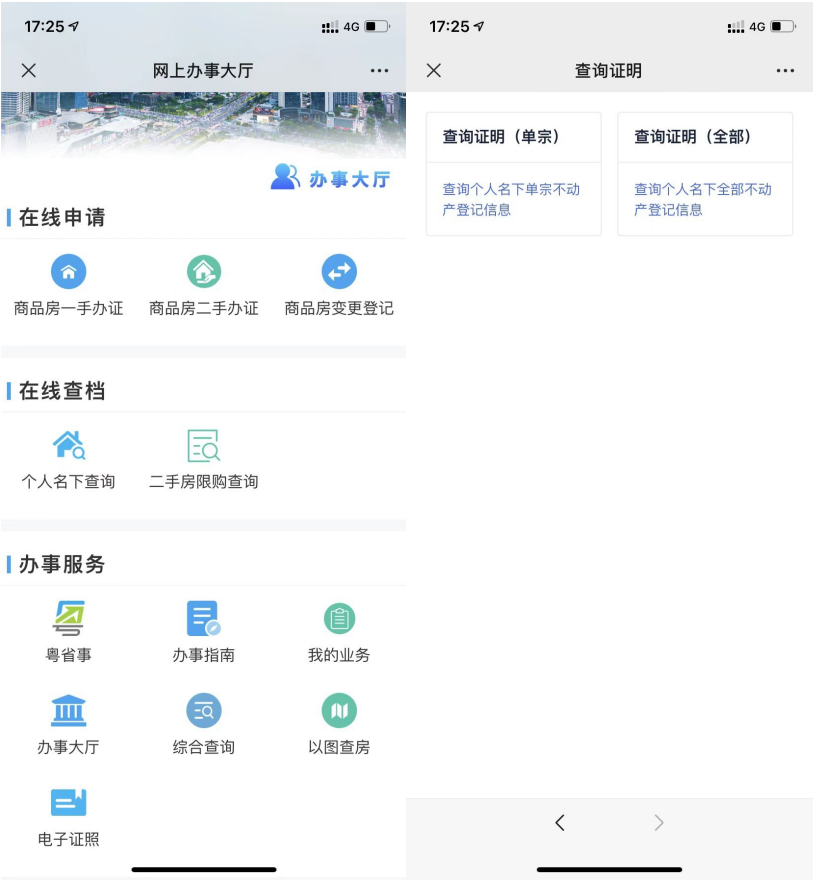 17:25
4G
网上办事大厅
办事大厅
在线申请
商品房一手办证
商品房二手办证
商品房变更登记
在线查档
个人名下查询
二手房限购查询
办事服务
粤省事
办事指南
我的业务
办事大厅
综合查询
以图查房
电子证照
17:25
4G
查询证明
查询证明（单宗）
查询个人名下单宗不动
产登记信息
查询证明（全部）
查询个人名下全部不动
产登记信息